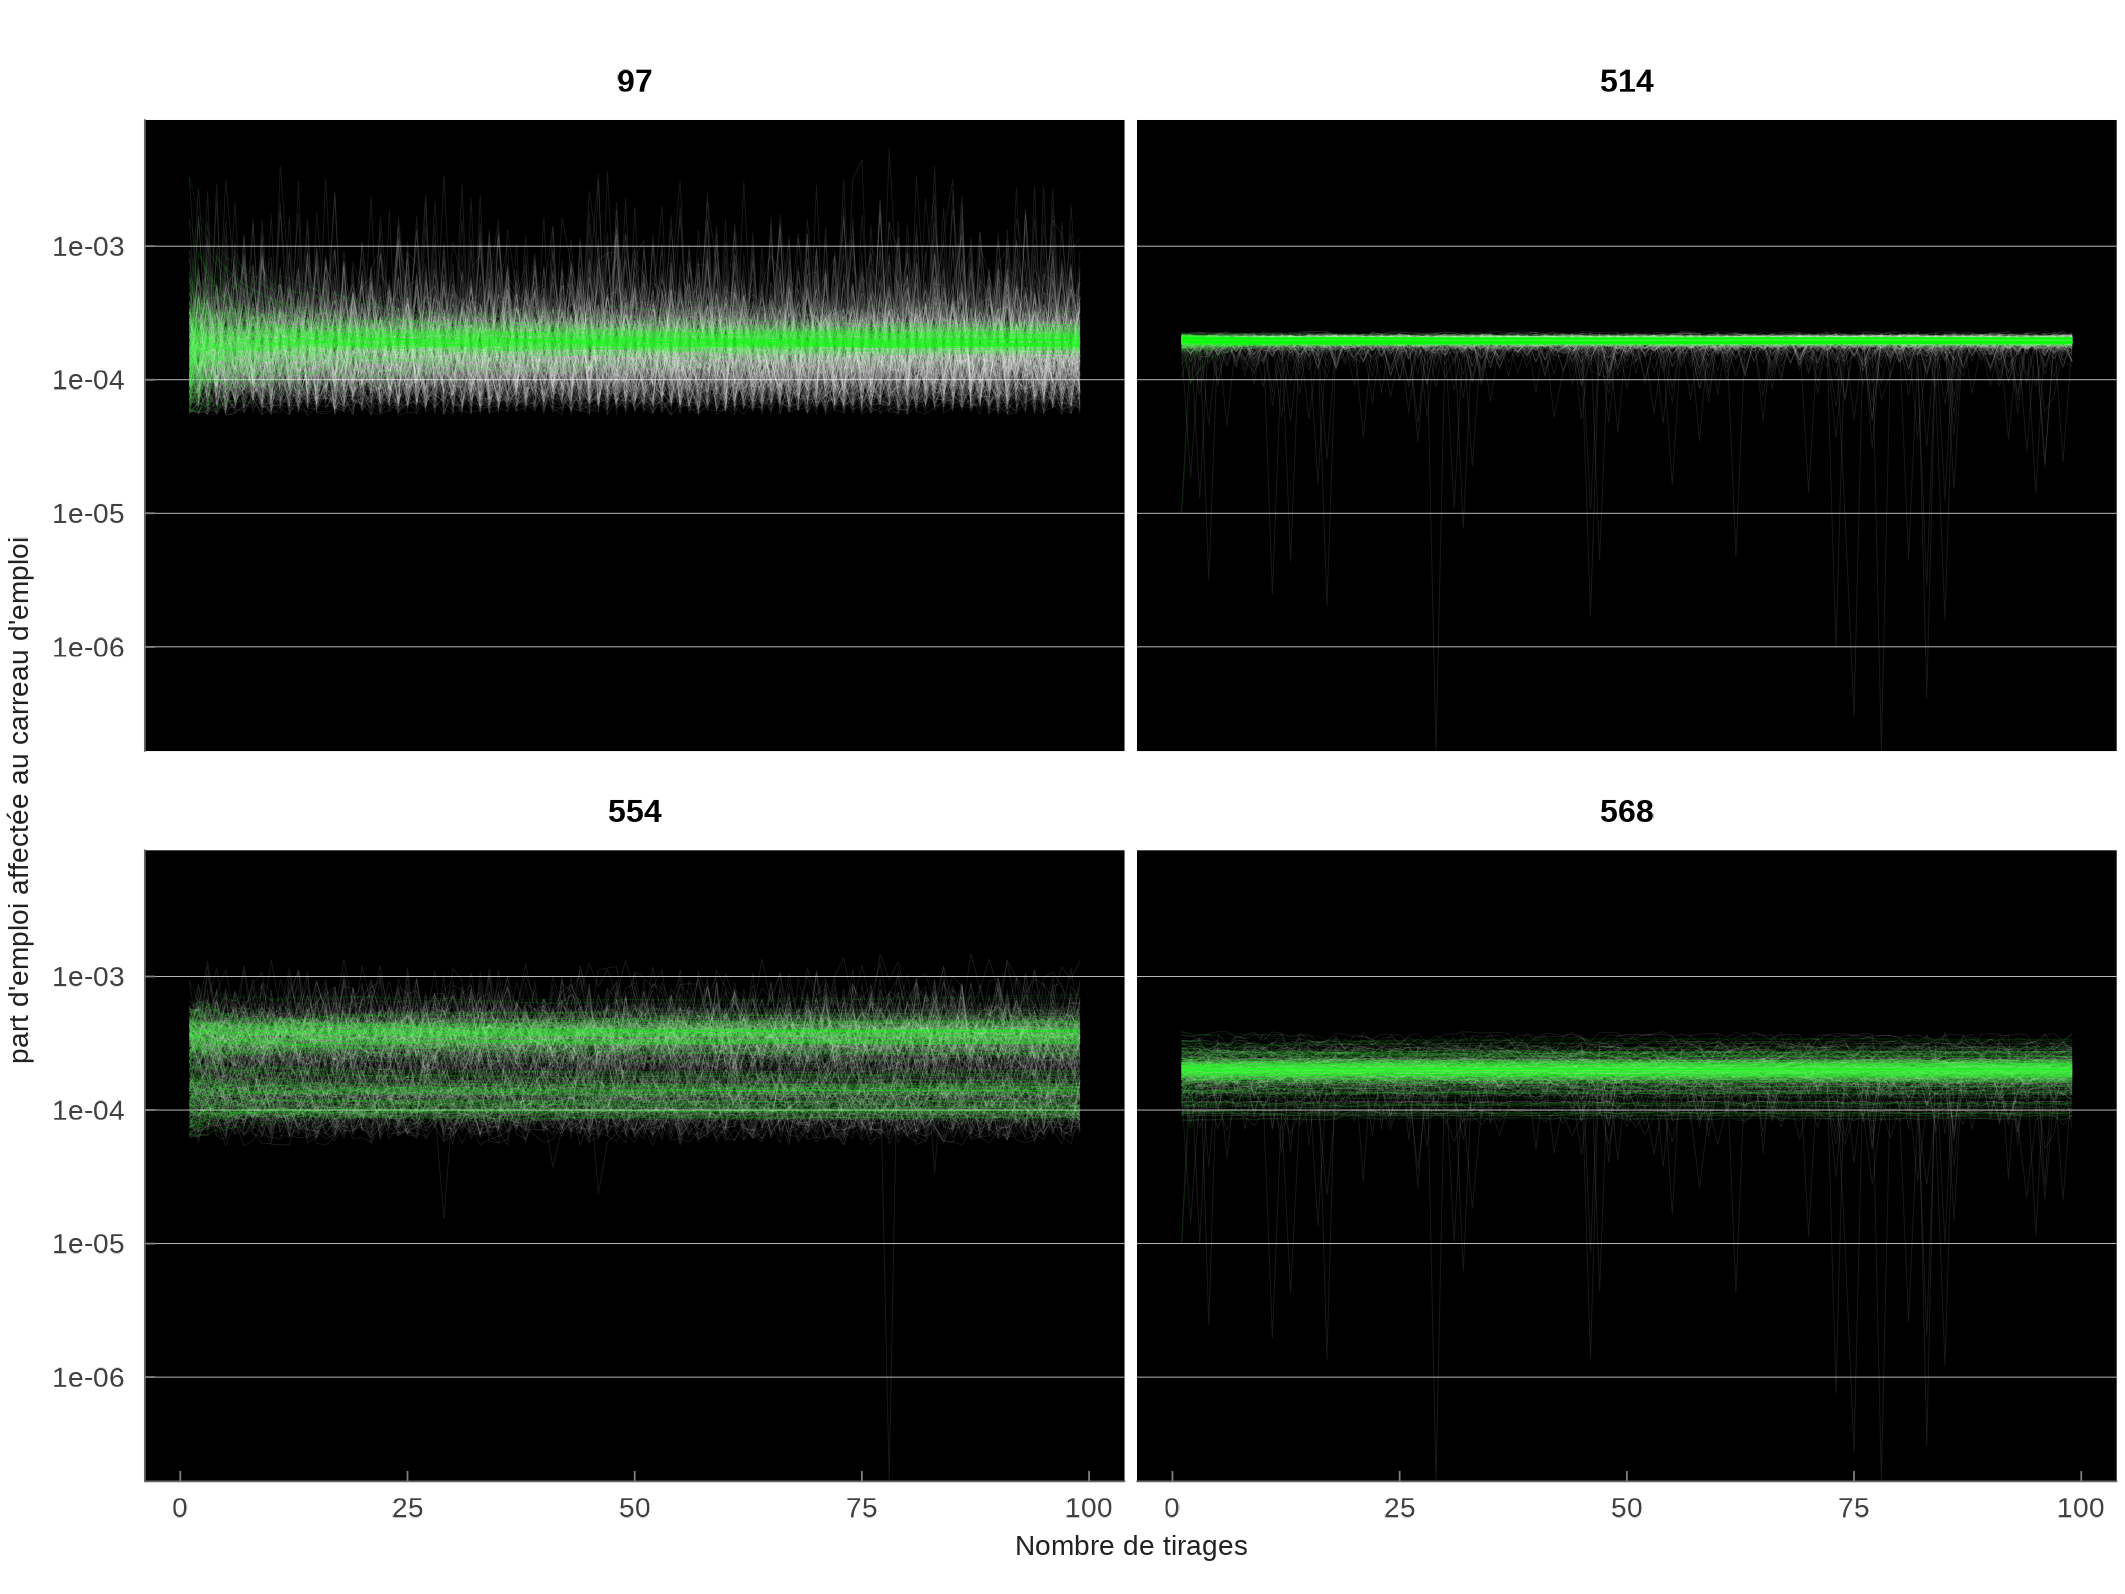 97
514
1e-03
1e-04
1e-05
1e-06
554
568
1e-03
1e-04
1e-05
1e-06
0 25 50 75 100 0 25 50 75 100
Nombre de tirages
part d'emploi affectée au carreau d'emploi